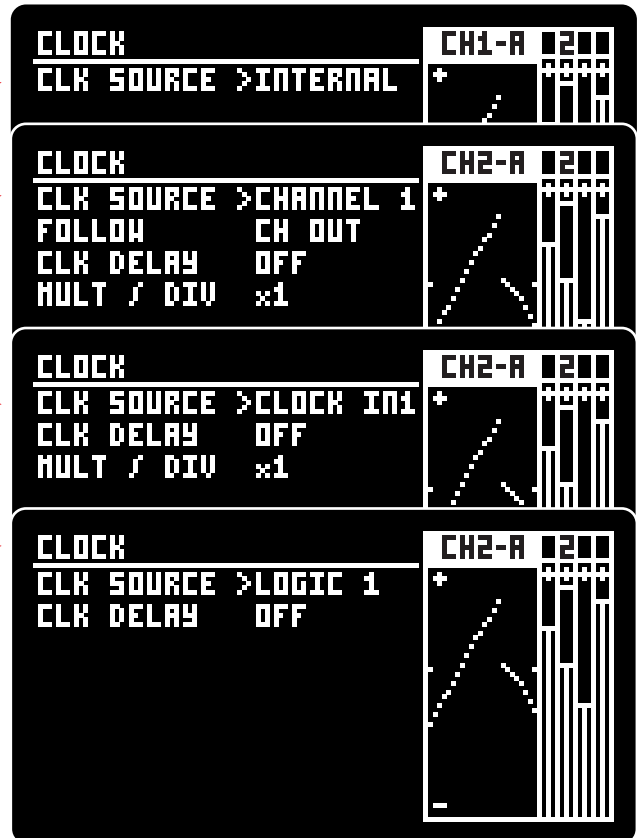 CLOCK
CH1-A 2
CLK SOURCE >INTERNAL
+
CLOCK
CH2-A 2
CLK SOURCE >CHANNEL 1
+
FOLLOW CH OUT
CLK DELAY OFF
MULT / DIV x1
CLOCK
CH2-A 2
CLK SOURCE >CLOCK IN1
+
CLK DELAY OFF
MULT / DIV x1
CLOCK
CH2-A 2
CLK SOURCE >LOGIC 1
+
CLK DELAY OFF
-